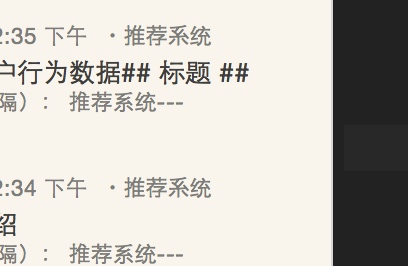 2:35 下午 ・推荐系统
户行为数据## 标题 ##
隔）： 推荐系统---
2:34 下午 ・推荐系统
绍
隔）： 推荐系统---